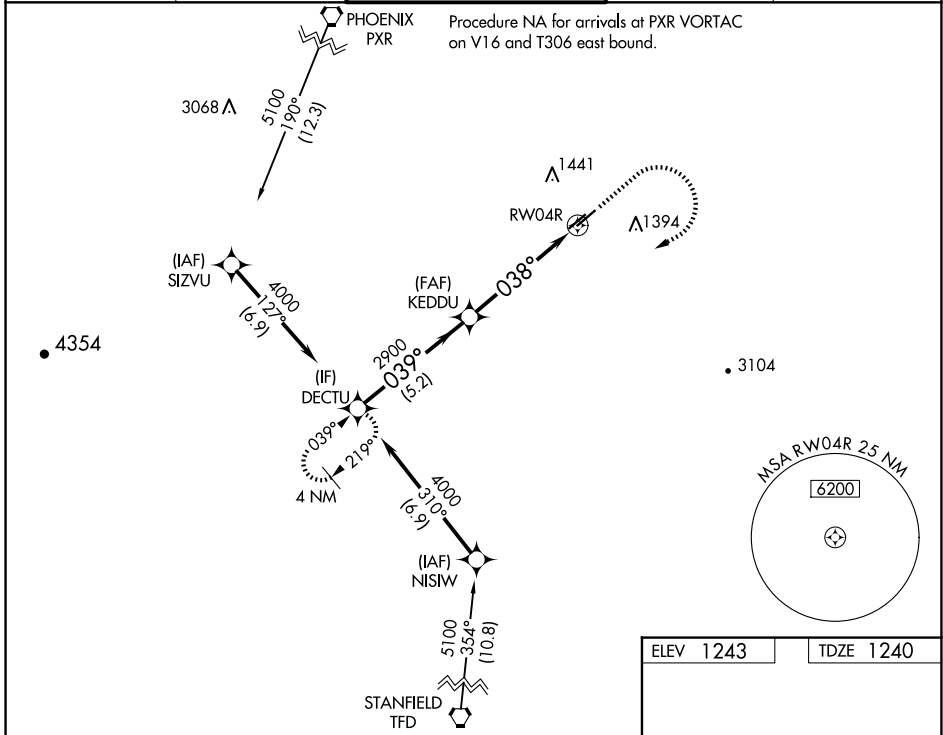 PHOENIX
PXR
Procedure NA for arrivals at PXR VORTAC
on V16 and T306 east bound.
3068
5100
190°
(12.3)
1441
RW04R
1394
(IAF)
SIZVU
4000
127°
(6.9)
(FAF)
KEDDU
038°
4354
2900
039°
(5.2)
3104
(IF)
DECTU
039°
219°
4 NM
4000
310°
(6.9)
MSA RW04R 25 NM
6200
(IAF)
NISIW
5100
354°
(10.8)
STANFIELD
TFD
ELEV 1243
TDZE 1240